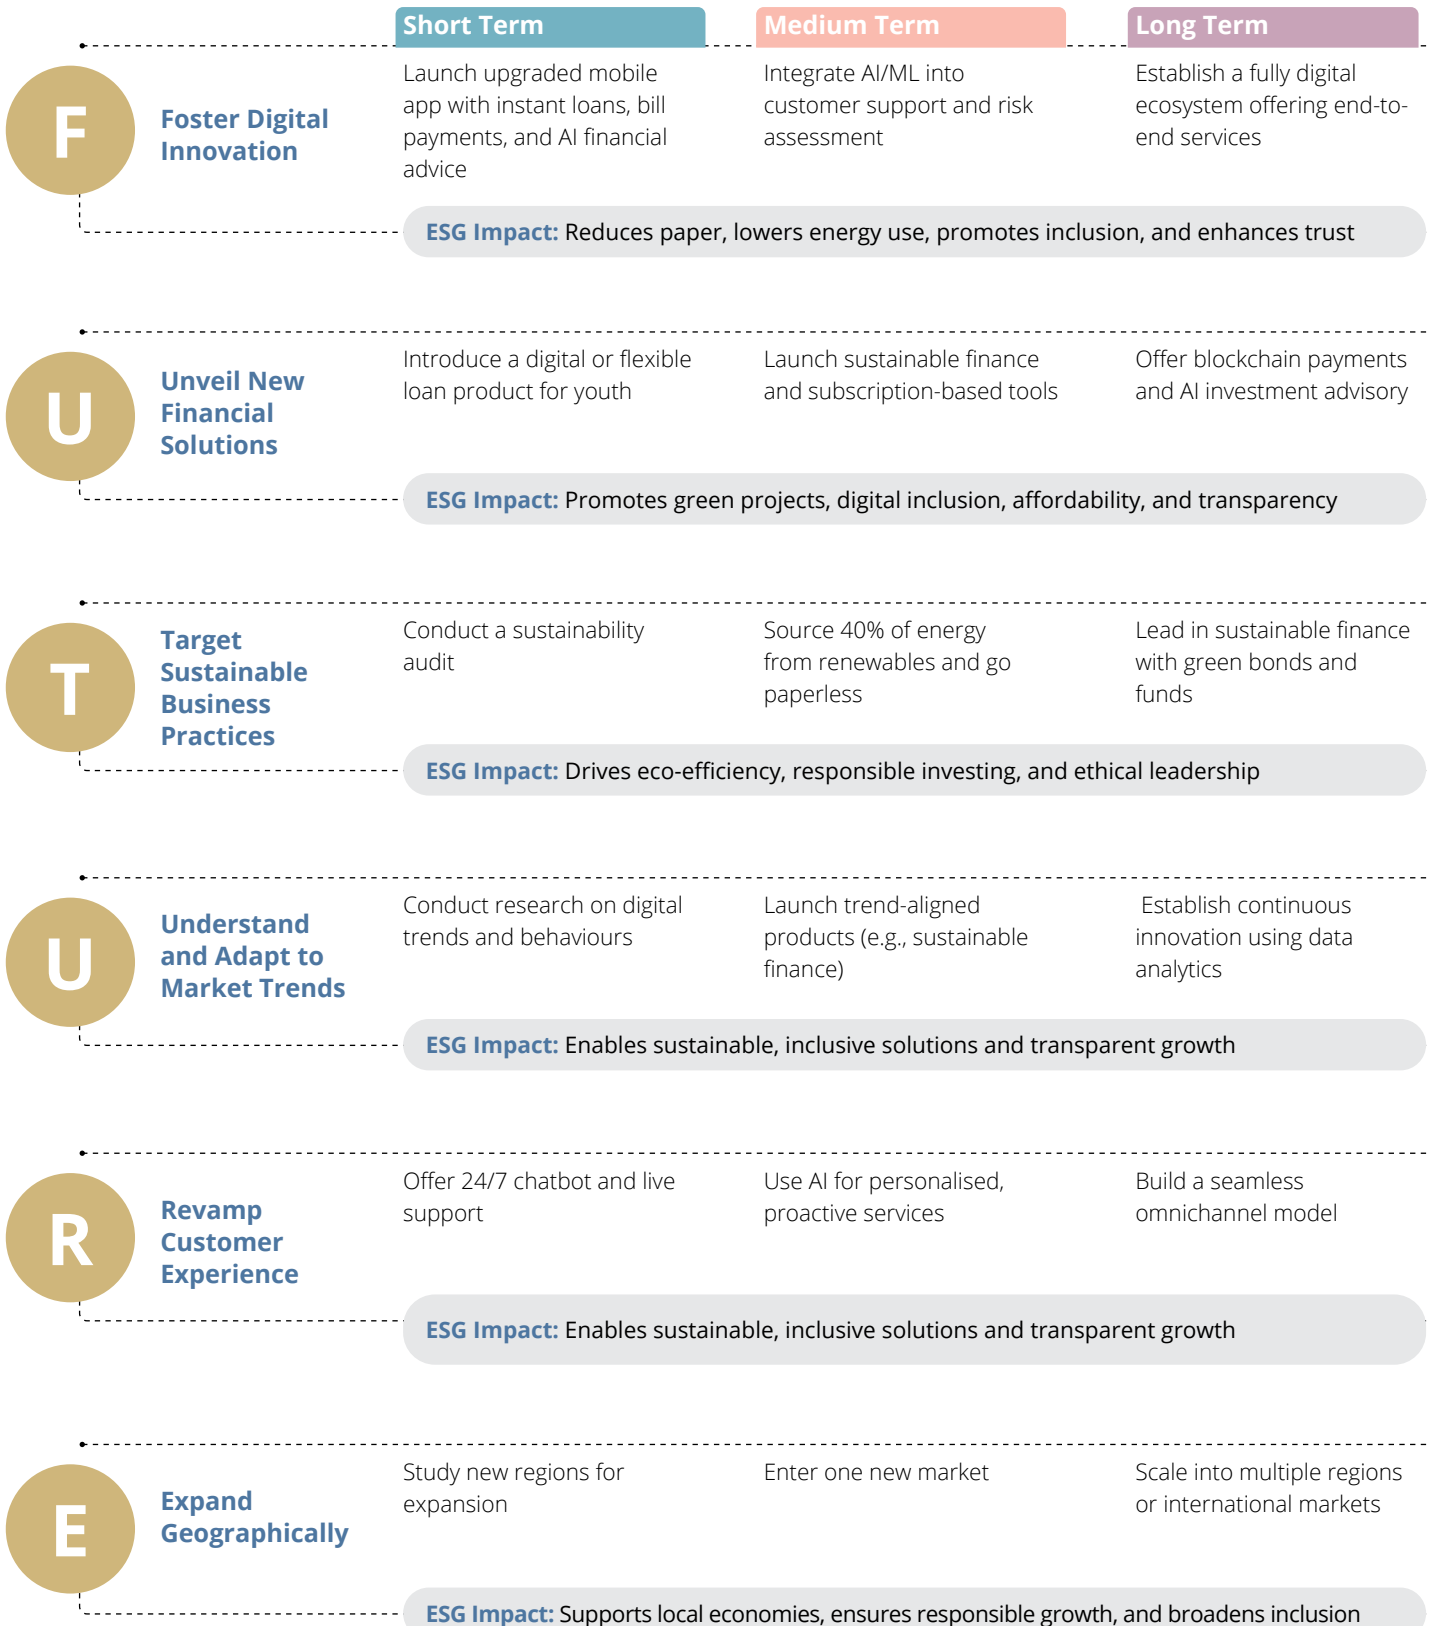 Short Term
Medium Term
Long Term
F
Foster Digital
Innovation
Launch upgraded mobile
app with instant loans, bill
payments, and AI financial
advice
Integrate AI/ML into
customer support and risk
assessment
Establish a fully digital
ecosystem offering end-to-
end services
ESG Impact: Reduces paper, lowers energy use, promotes inclusion, and enhances trust
U
Unveil New
Financial
Solutions
Introduce a digital or flexible
loan product for youth
Launch sustainable finance
and subscription-based tools
Offer blockchain payments
and AI investment advisory
ESG Impact: Promotes green projects, digital inclusion, affordability, and transparency
T
Target
Sustainable
Business
Practices
Conduct a sustainability
audit
Source 40% of energy
from renewables and go
paperless
Lead in sustainable finance
with green bonds and
funds
ESG Impact: Drives eco-efficiency, responsible investing, and ethical leadership
U
Understand
and Adapt to
Market Trends
Conduct research on digital
trends and behaviours
Launch trend-aligned
products (e.g., sustainable
finance)
Establish continuous
innovation using data
analytics
ESG Impact: Enables sustainable, inclusive solutions and transparent growth
R
Revamp
Customer
Experience
Offer 24/7 chatbot and live
support
Use AI for personalised,
proactive services
Build a seamless
omnichannel model
ESG Impact: Enables sustainable, inclusive solutions and transparent growth
E
Expand
Geographically
Study new regions for
expansion
Enter one new market
Scale into multiple regions
or international markets
ESG Impact: Supports local economies, ensures responsible growth, and broadens inclusion